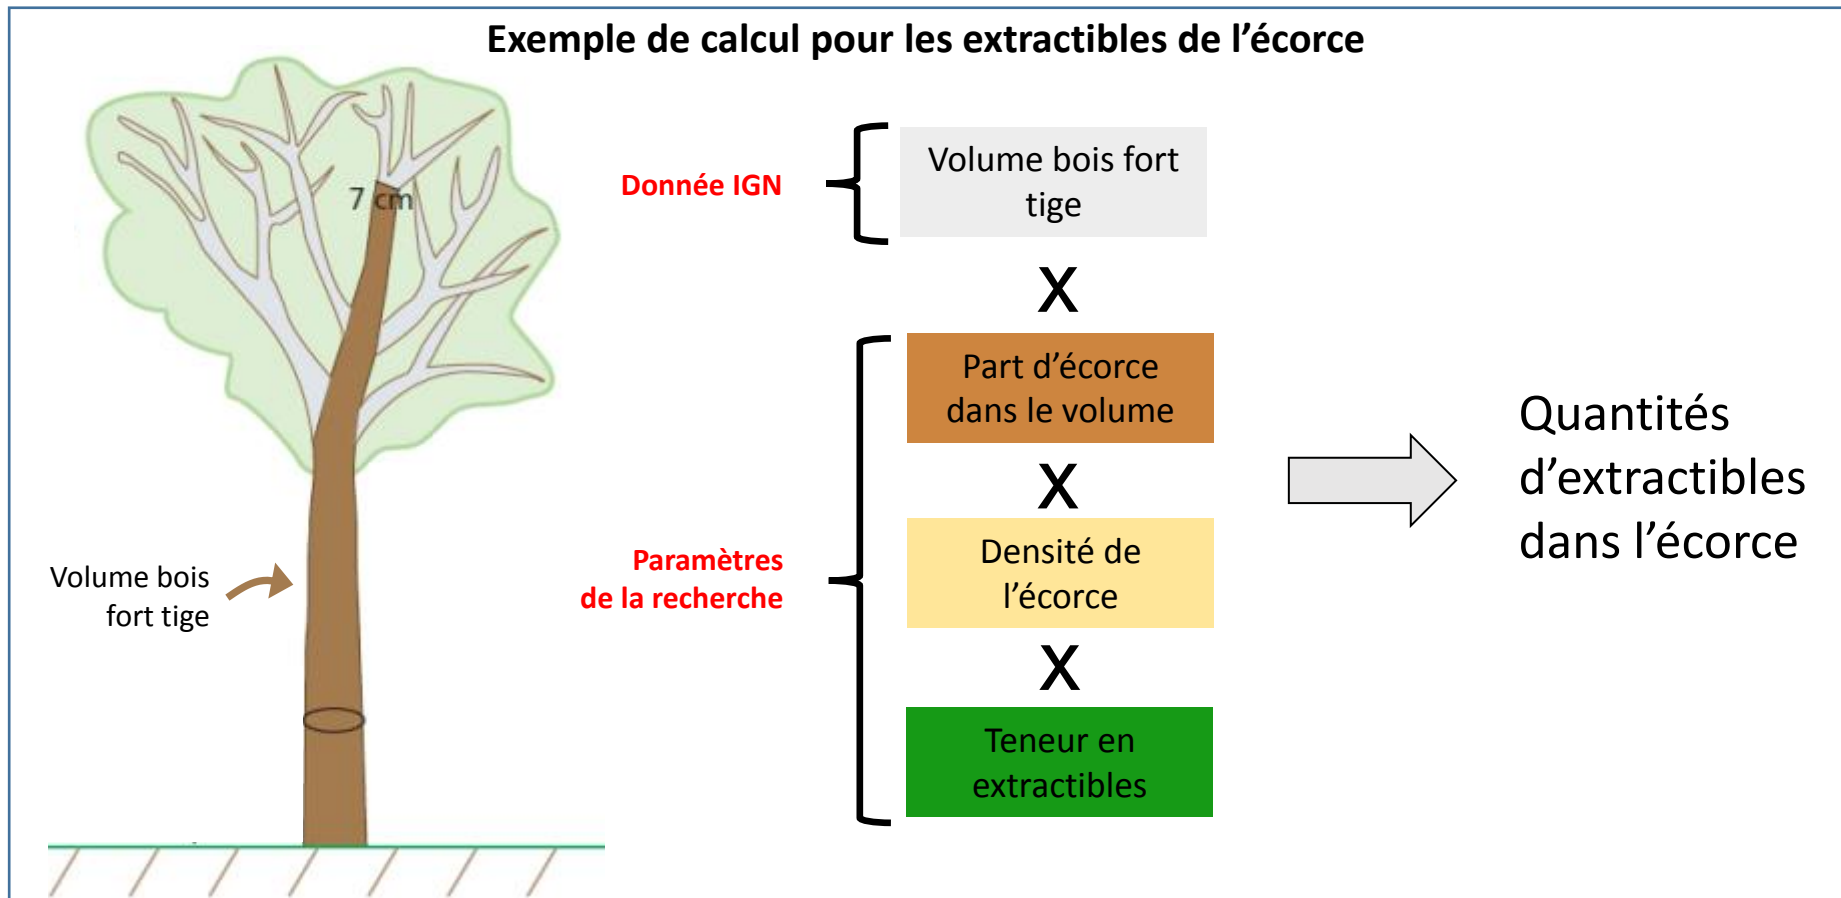 Exemple de calcul pour les extractibles de l’écorce
7 cm
Volume bois
fort tige
Donnée IGN
Volume bois fort
tige
X
Paramètres
de la recherche
Part d’écorce
dans le volume
X
Densité de
l’écorce
X
Teneur en
extractibles
Quantités
d’extractibles
dans l’écorce